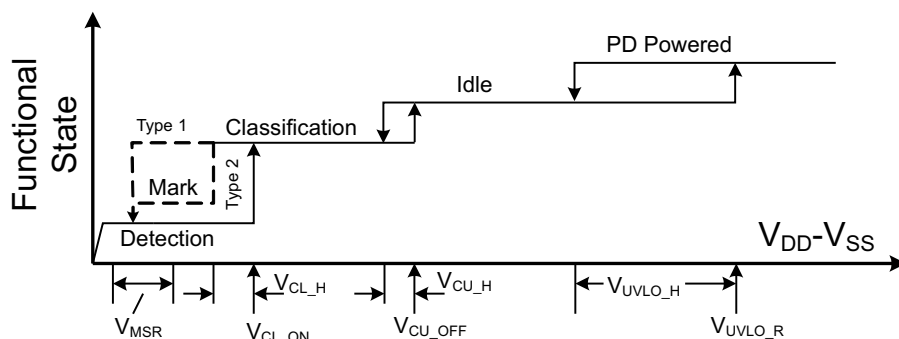 Functional
State
PD Powered
Idle
Type 1
Classification
Mark
Type 2
Detection
VDD-VSS
VCL_H
VCU_H
VUVLO_H
VMSR
VCL_ON
VCU_OFF
VUVLO_R